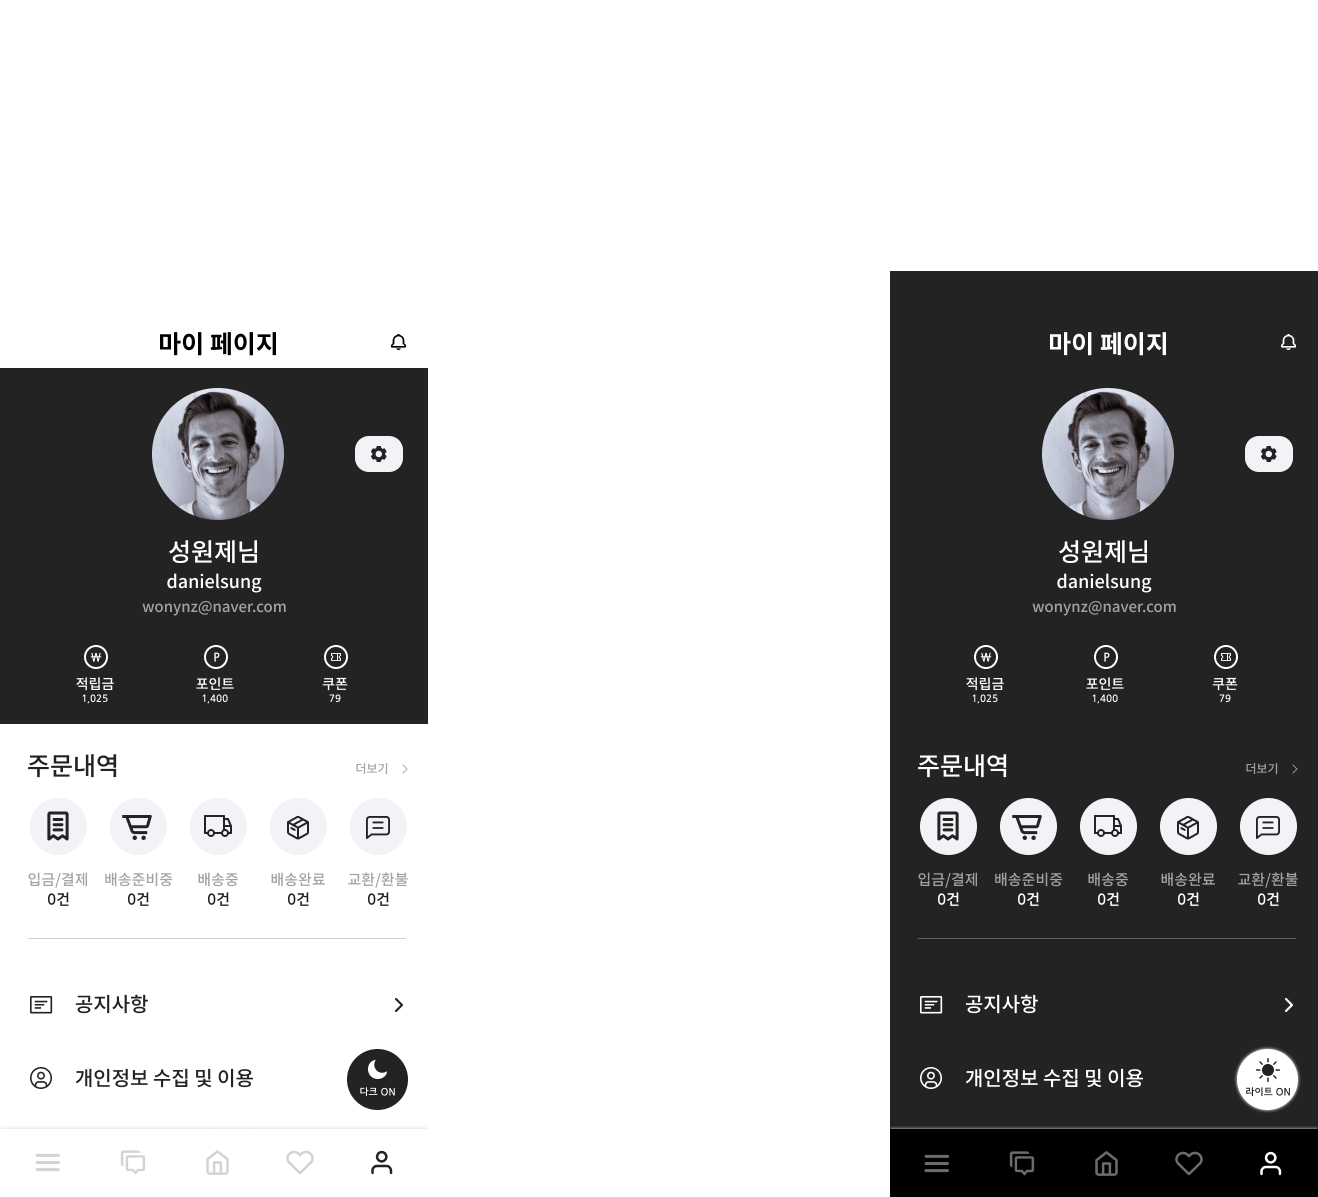 마이 페이지
성원제님
danielsung
wonynz@naver.com
₩ P
적립금 포인트 쿠폰
1,025 1,400 79
주문내역 더보기
입금/결제 배송준비중 배송중 배송완료 교환/환불
0건 0건 0건 0건 0건
공지사항
개인정보 수집 및 이용
다크 ON
마이 페이지
성원제님
danielsung
wonynz@naver.com
₩ P
적립금 포인트 쿠폰
1,025 1,400 79
주문내역 더보기
입금/결제 배송준비중 배송중 배송완료 교환/환불
0건 0건 0건 0건 0건
공지사항
개인정보 수집 및 이용
라이트 ON